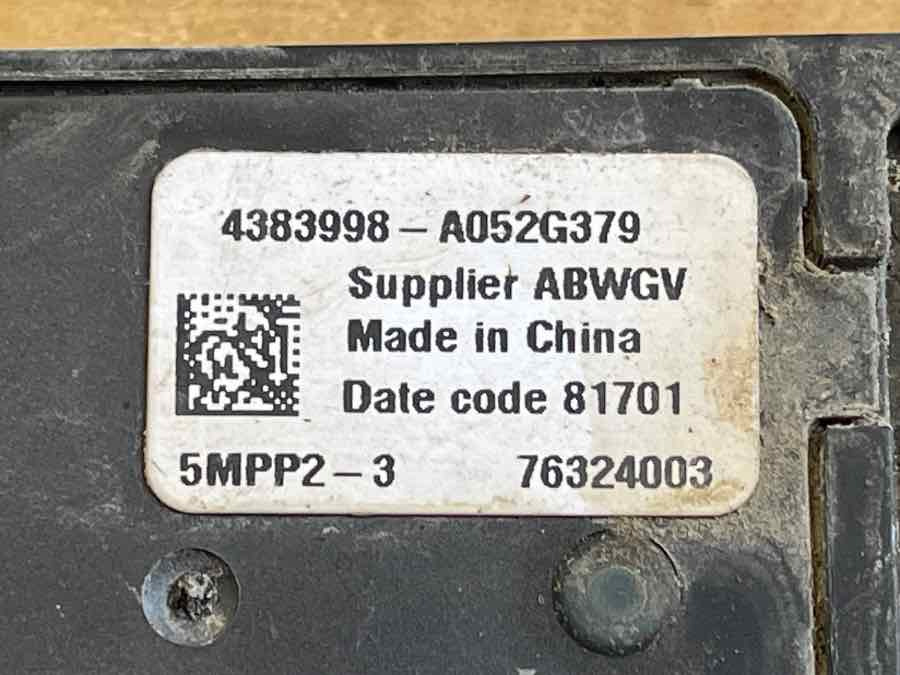 4383998 - A052G379
Supplier ABWGV
Made in China
Date code 81701
5MPP2-3 76324003